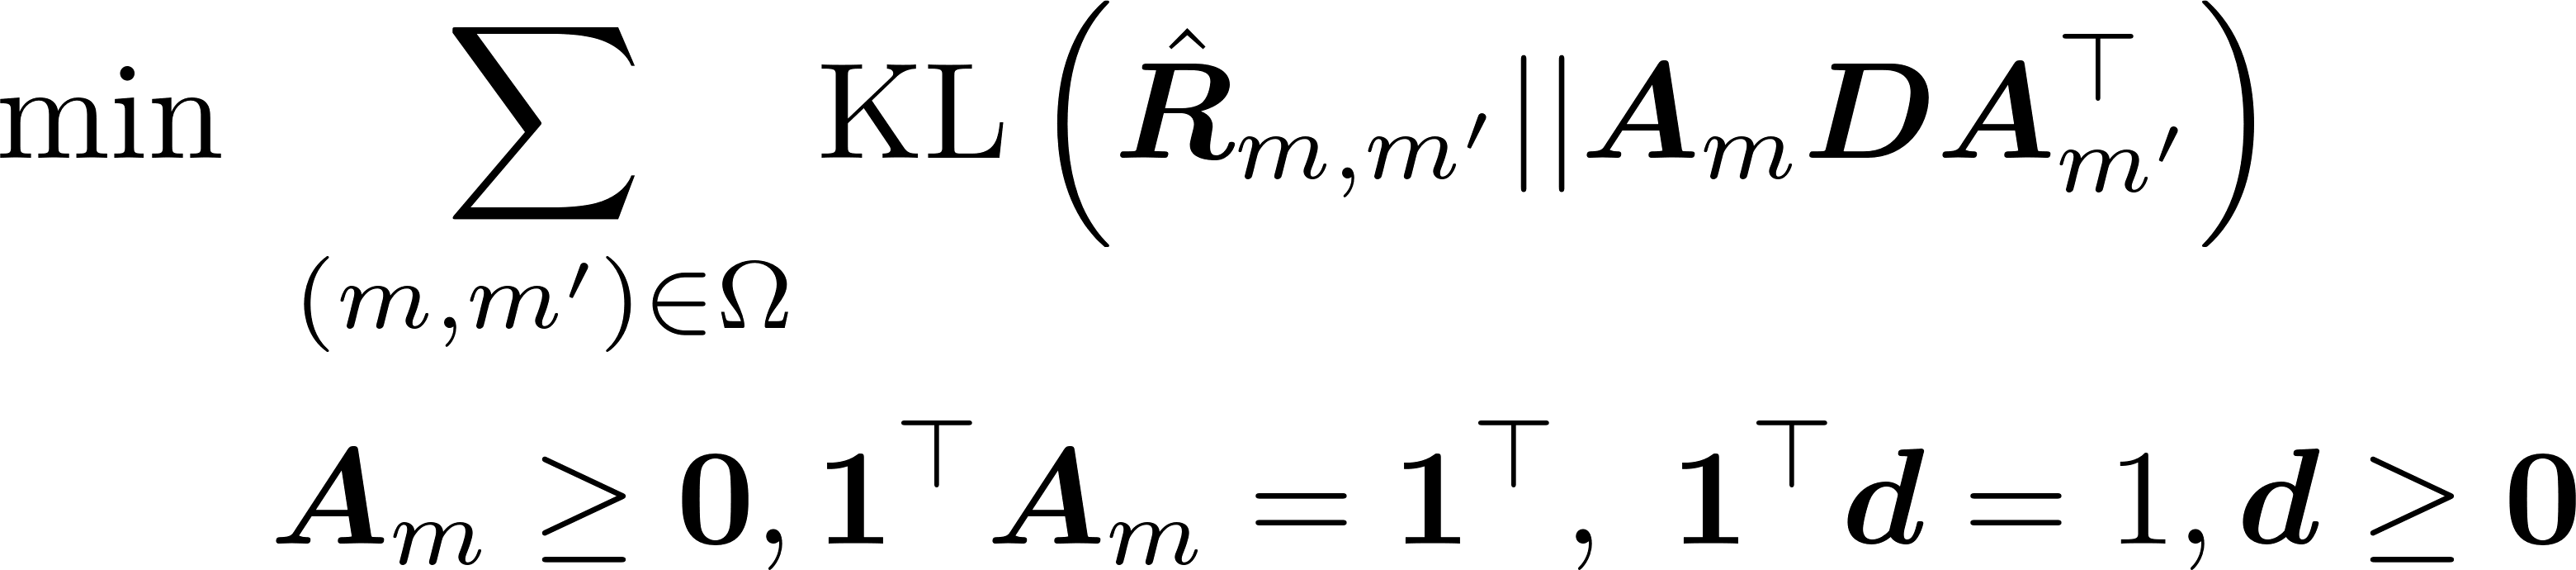 min ∑_{(m,m′)∈Ω} KL ( R̂_{m,m′} || A_m D A_{m′}^⊤ )
A_m ≥ 0, 1^⊤ A_m = 1^⊤, 1^⊤ d = 1, d ≥ 0